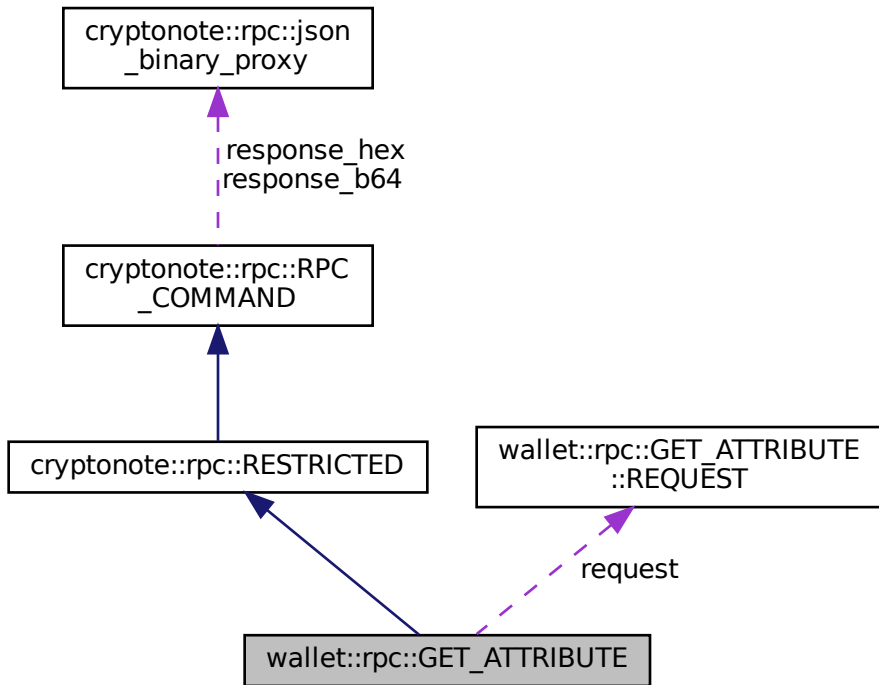 cryptonote::rpc::json
_binary_proxy
response_hex
response_b64
cryptonote::rpc::RPC
_COMMAND
cryptonote::rpc::RESTRICTED
wallet::rpc::GET_ATTRIBUTE
::REQUEST
request
wallet::rpc::GET_ATTRIBUTE